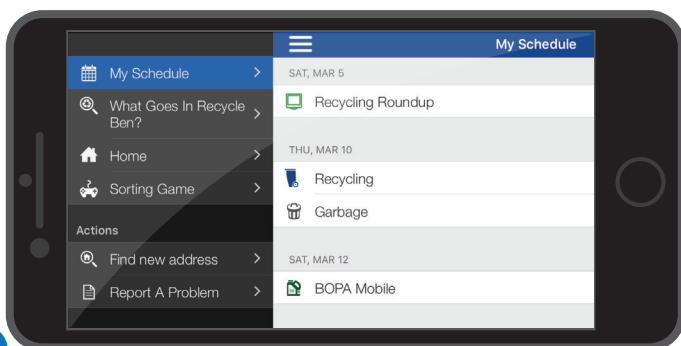 My Schedule
What Goes In Recycle
Ben?
Home
Sorting Game
Actions
Find new address
Report A Problem
My Schedule
SAT, MAR 5
Recycling Roundup
THU, MAR 10
Recycling
Garbage
SAT, MAR 12
BOPA Mobile